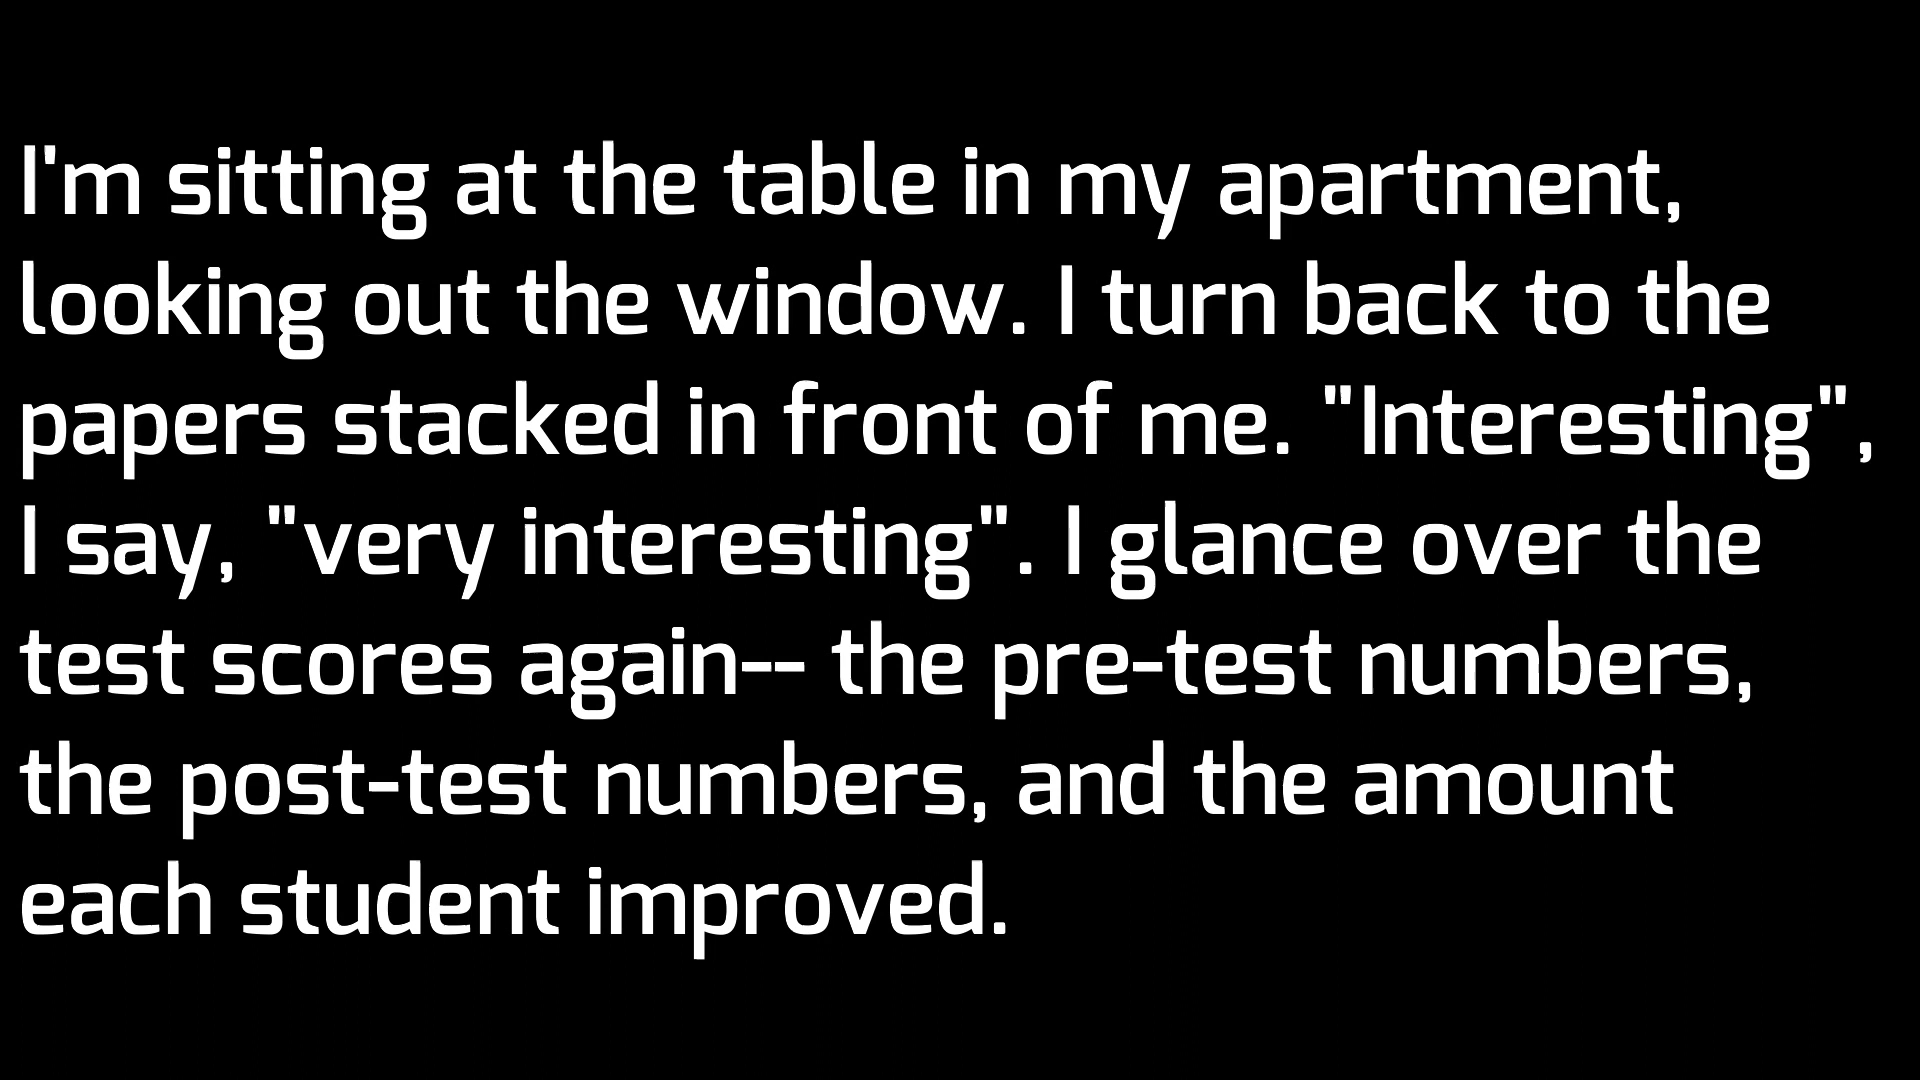 I'm sitting at the table in my apartment,
looking out the window. I turn back to the
papers stacked in front of me. "Interesting",
I say, "very interesting". I glance over the
test scores again-- the pre-test numbers,
the post-test numbers, and the amount
each student improved.